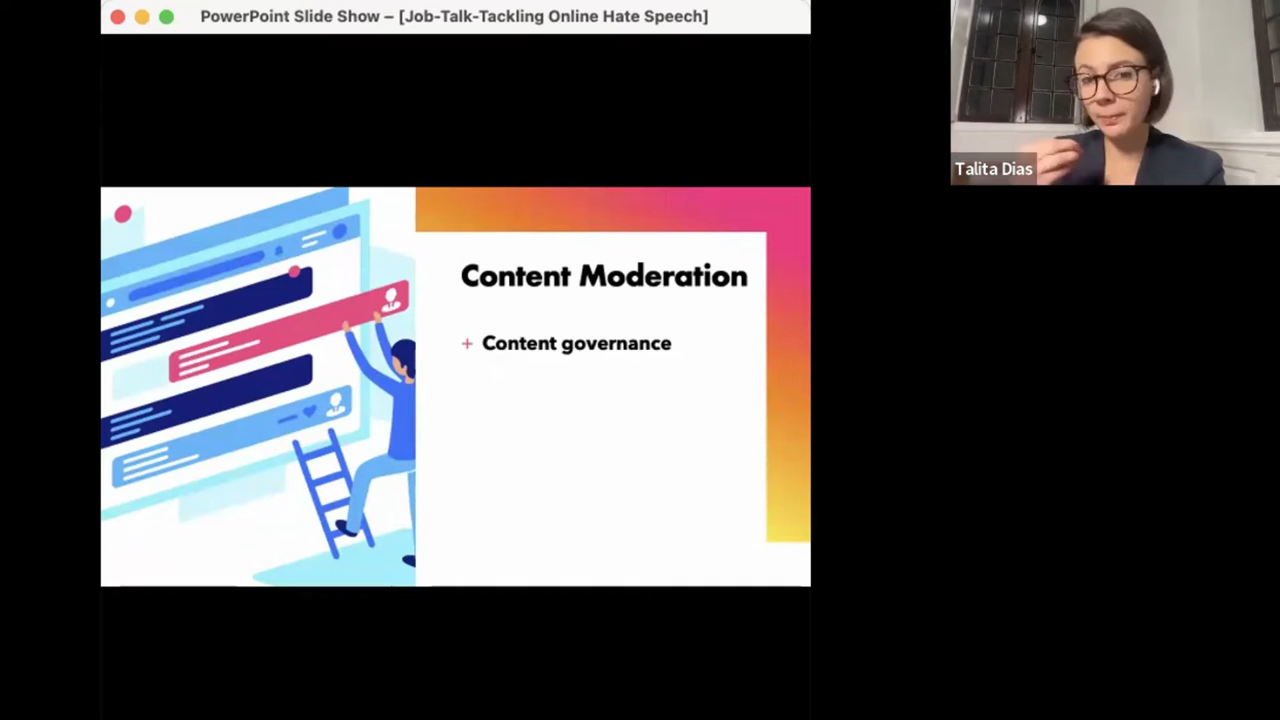 PowerPoint Slide Show – [Job-Talk-Tackling Online Hate Speech]
Talita Dias
Content Moderation
+ Content governance